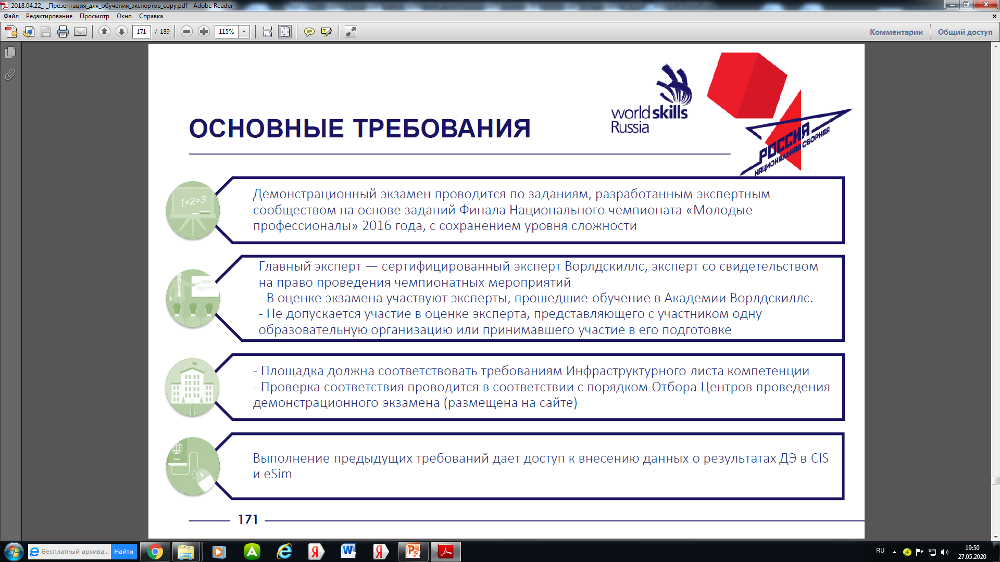 2018.04.22_-_Презентация_для_обучения_экспертов_copy.pdf - Adobe Reader
Файл Редактирование Просмотр Окно Справка
171 / 189 115% Комментарии Общий доступ
world skills
Russia
РОССИЯ
НАЦИОНАЛЬНАЯ СБОРНАЯ
ОСНОВНЫЕ ТРЕБОВАНИЯ
1+2=3
Демонстрационный экзамен проводится по заданиям, разработанным экспертным
сообществом на основе заданий Финала Национального чемпионата «Молодые
профессионалы» 2016 года, с сохранением уровня сложности
Главный эксперт — сертифицированный эксперт Ворлдскиллс, эксперт со свидетельством
на право проведения чемпионатных мероприятий
- В оценке экзамена участвуют эксперты, прошедшие обучение в Академии Ворлдскиллс.
- Не допускается участие в оценке эксперта, представляющего с участником одну
образовательную организацию или принимавшего участие в его подготовке
- Площадка должна соответствовать требованиям Инфраструктурного листа компетенции
- Проверка соответствия проводится в соответствии с порядком Отбора Центров проведения
демонстрационного экзамена (размещена на сайте)
Выполнение предыдущих требований дает доступ к внесению данных о результатах ДЭ в CIS
и eSim
171
Бесплатный архива... Найти
RU 19:50
27.05.2020